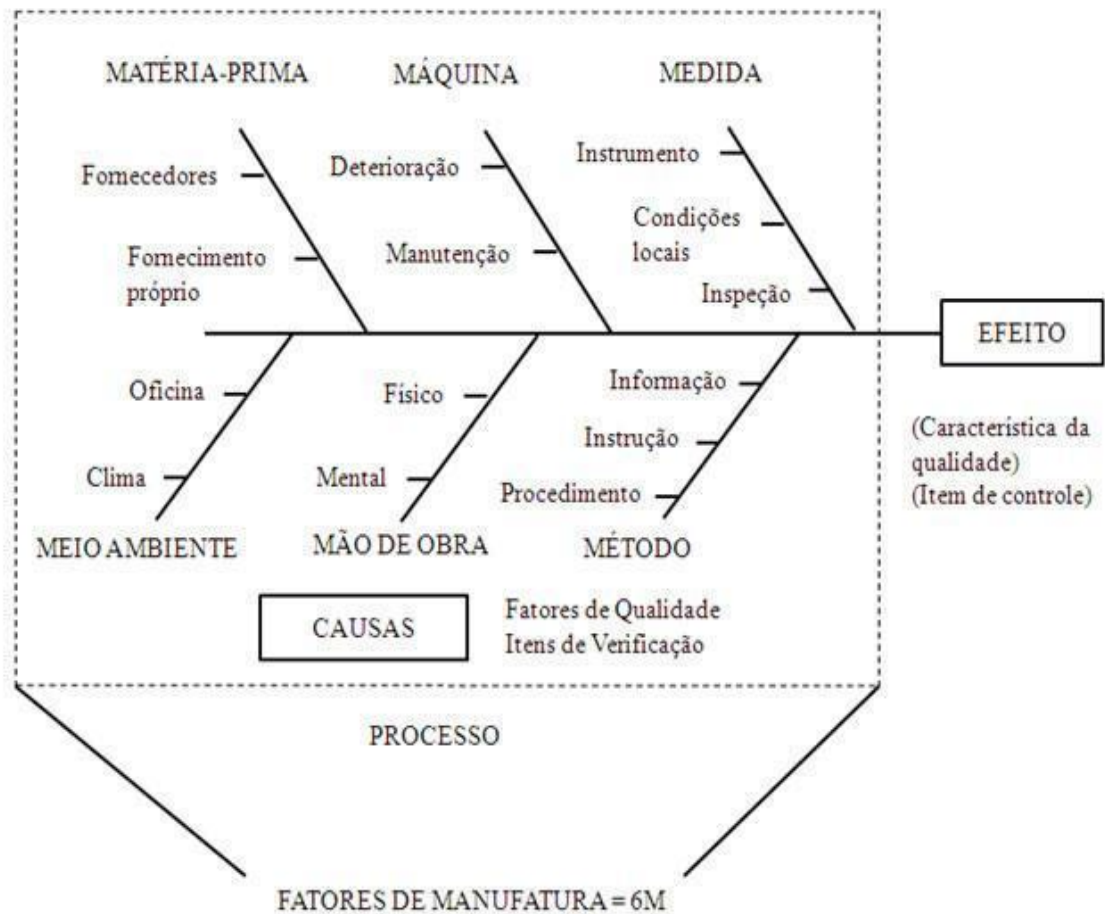 MATÉRIA-PRIMA
MÁQUINA
MEDIDA
Fornecedores
Fornecimento
próprio
Deterioração
Manutenção
Instrumento
Condições
locais
Inspeção
EFEITO
(Característica da
qualidade)
(Item de controle)
Oficina
Clima
MEIO AMBIENTE
Físico
Mental
MÃO DE OBRA
Informação
Instrução
Procedimento
MÉTODO
CAUSAS
Fatores de Qualidade
Itens de Verificação
PROCESSO
FATORES DE MANUFATURA = 6M